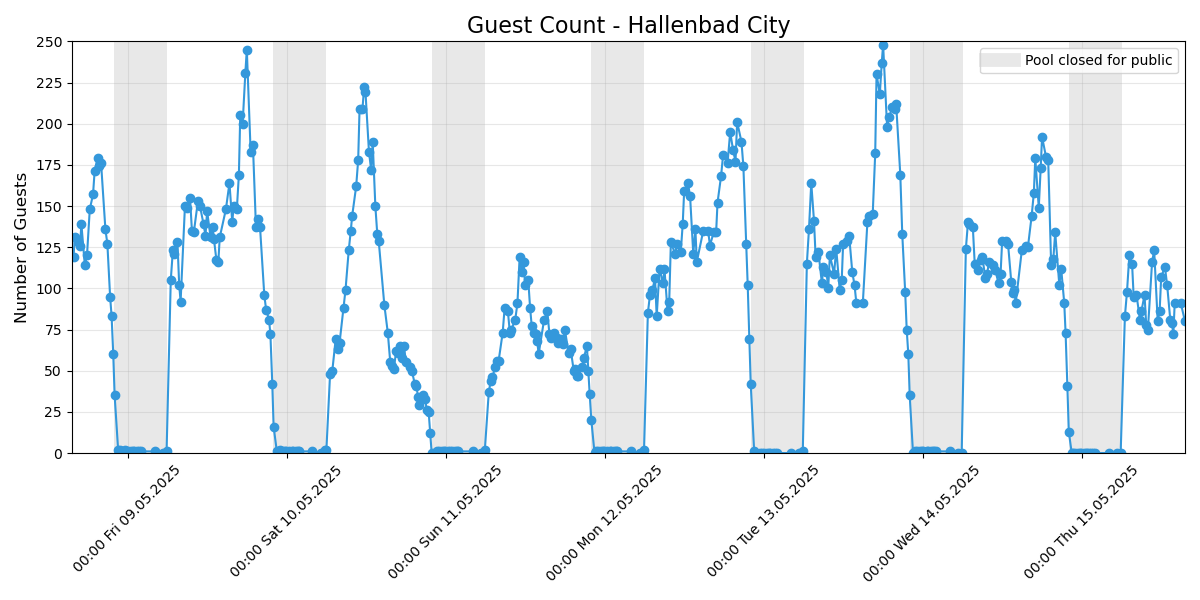 Guest Count - Hallenbad City
Pool closed for public
Number of Guests
250
225
200
175
150
125
100
75
50
25
0
00:00 Fri 09.05.2025
00:00 Sat 10.05.2025
00:00 Sun 11.05.2025
00:00 Mon 12.05.2025
00:00 Tue 13.05.2025
00:00 Wed 14.05.2025
00:00 Thu 15.05.2025